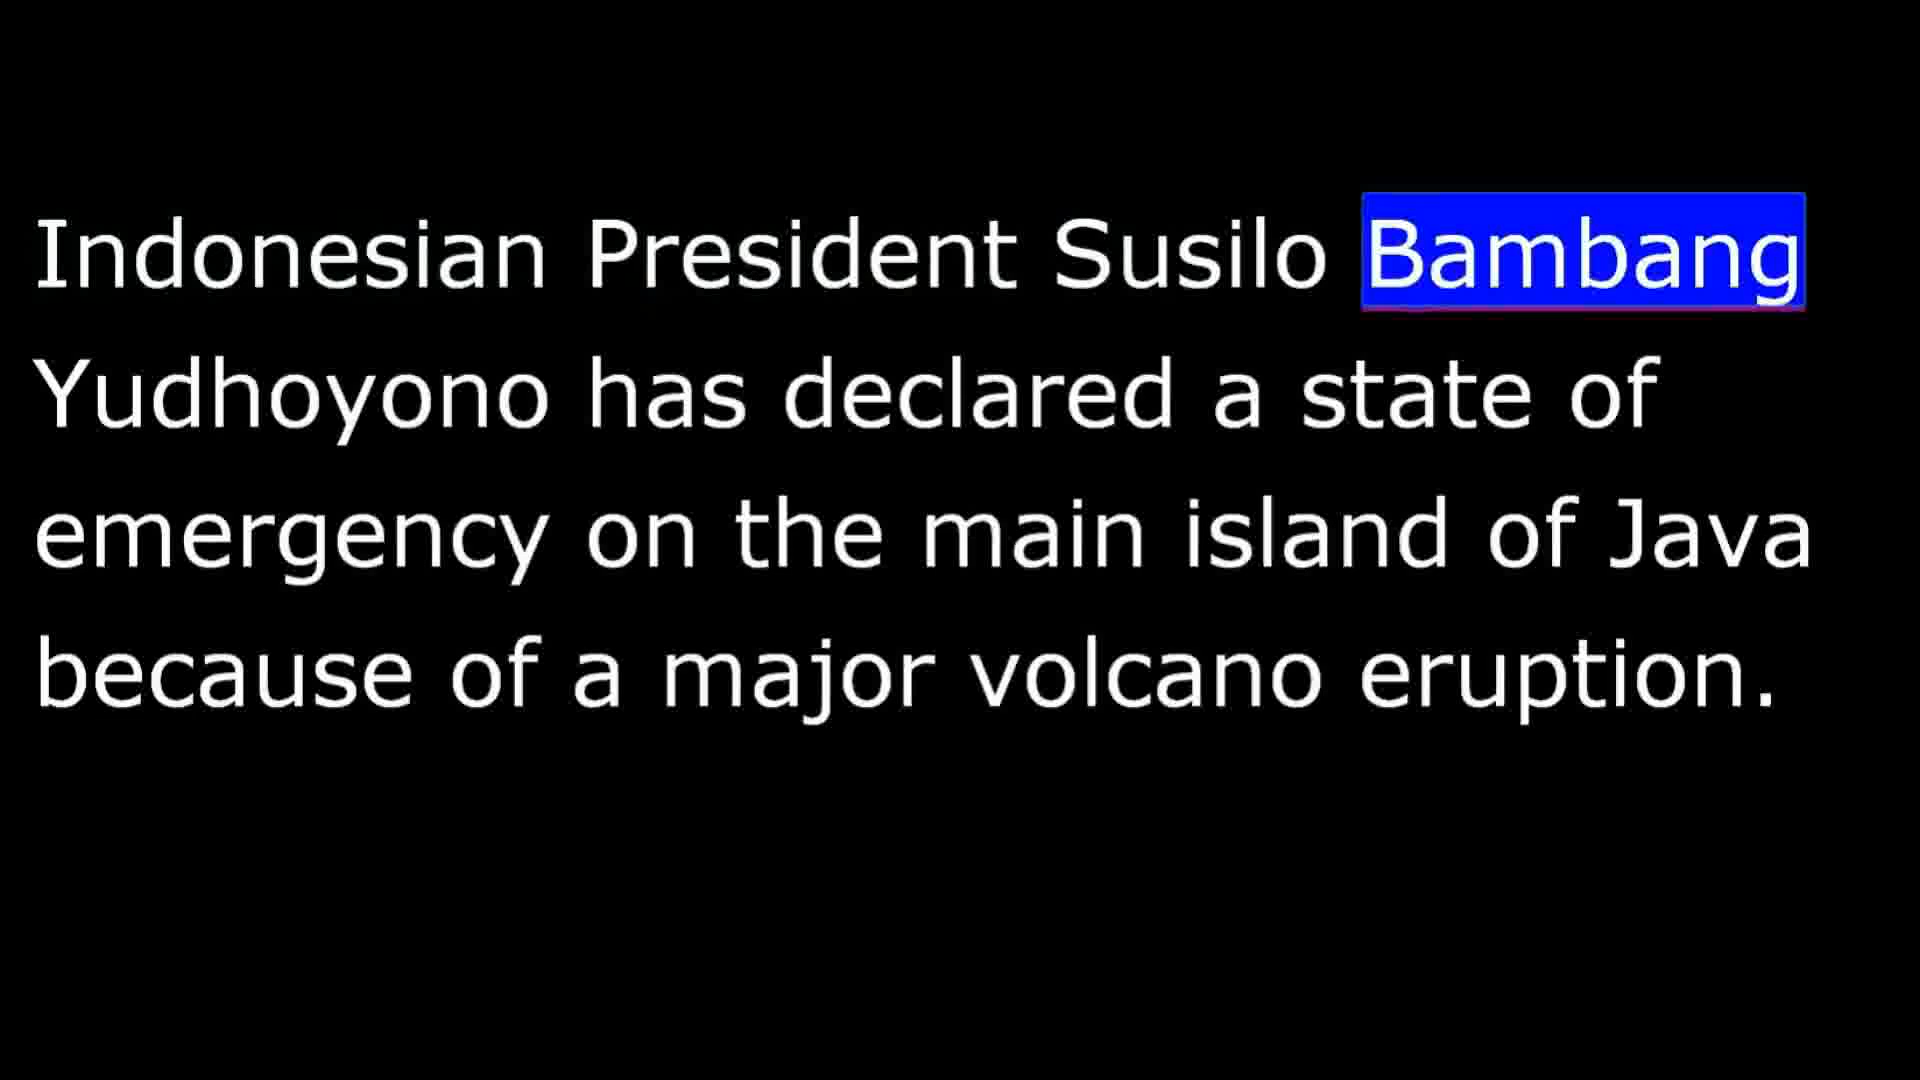 Indonesian President Susilo Bambang
Yudhoyono has declared a state of
emergency on the main island of Java
because of a major volcano eruption.